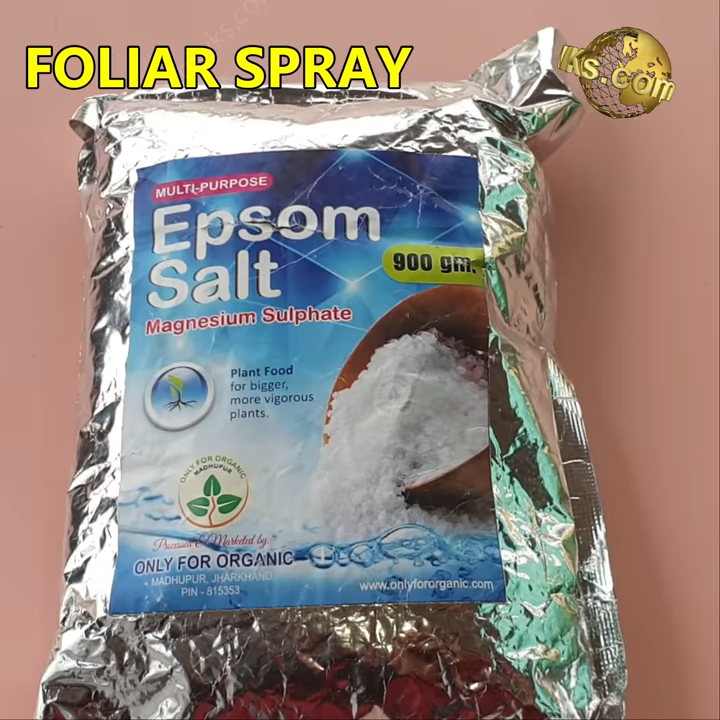 FOLIAR SPRAY
IKS.com
MULTI-PURPOSE
Epsom
Salt
900 gm.
Magnesium Sulphate
Plant Food
for bigger,
more vigorous
plants.
ONLY FOR ORGANIC
MADHUPUR
Processed & Marketed by
ONLY FOR ORGANIC
MADHUPUR, JHARKHAND
PIN - 815353
www.onlyfororganic.com